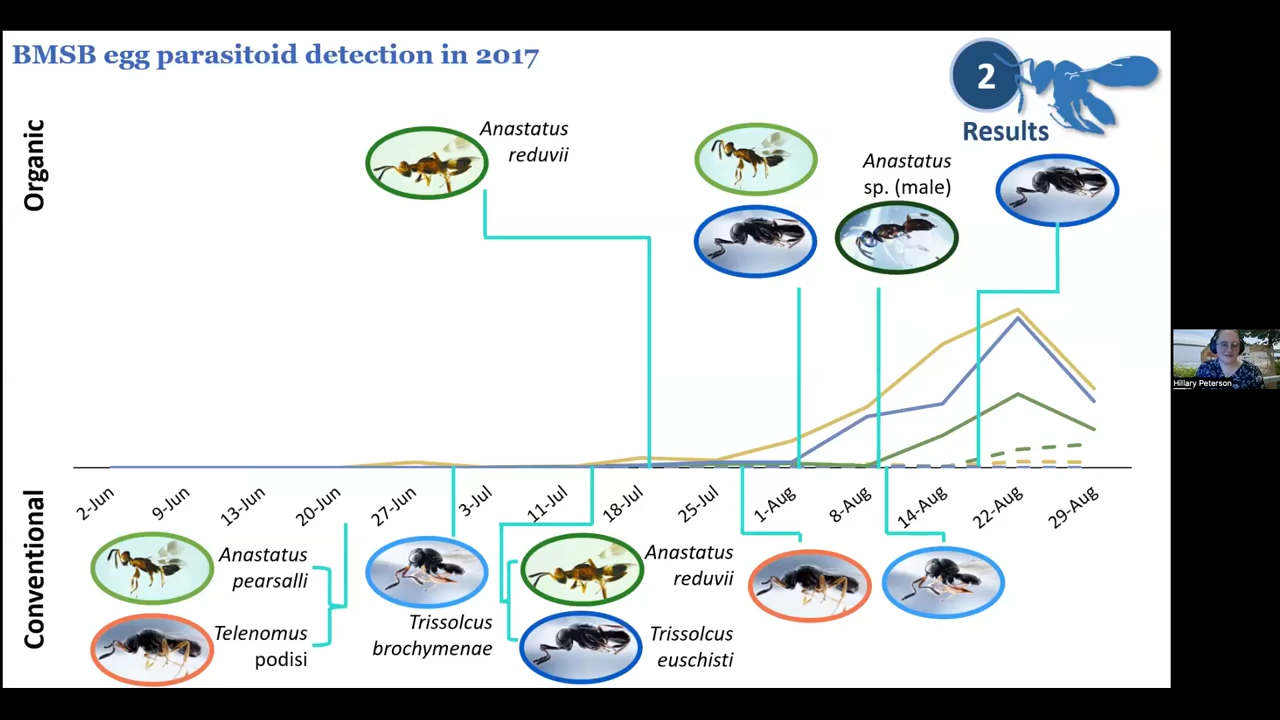 BMSB egg parasitoid detection in 2017
2
Results
Organic
Anastatus
reduvii
Anastatus
sp. (male)
2-Jun
9-Jun
13-Jun
20-Jun
27-Jun
3-Jul
11-Jul
18-Jul
25-Jul
1-Aug
8-Aug
14-Aug
22-Aug
29-Aug
Conventional
Anastatus
pearsalli
Telenomus
podisi
Trissolcus
brochymenae
Anastatus
reduvii
Trissolcus
euschisti
Hillary Peterson